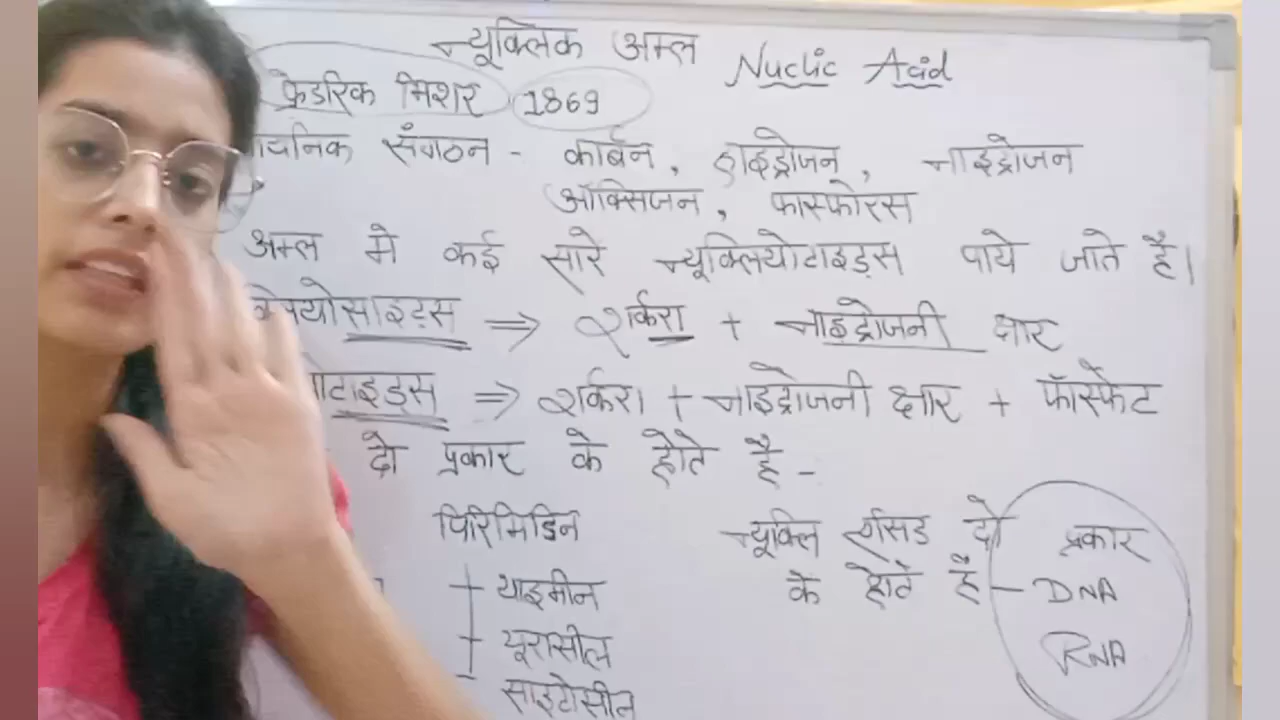 न्यूक्लिक अम्ल Nuclic Acid
फ्रेडरिक मिशर 1869
संगठन - कार्बन, हाइड्रोजन, नाइट्रोजन
ऑक्सिजन, फास्फोरस
अम्ल मे कई सारे न्यूक्लियोटाइड्स पाये जाते है।
⇒ शर्करा + नाइट्रोजनी क्षार
⇒ शर्करा + नाइट्रोजनी क्षार + फॉस्फेट
दो प्रकार के होते है -
पिरिमिडिन
थाइमीन
यूरासील
साइटोसीन
न्यूक्लि एसिड दो प्रकार
के होते है - DNA
RNA